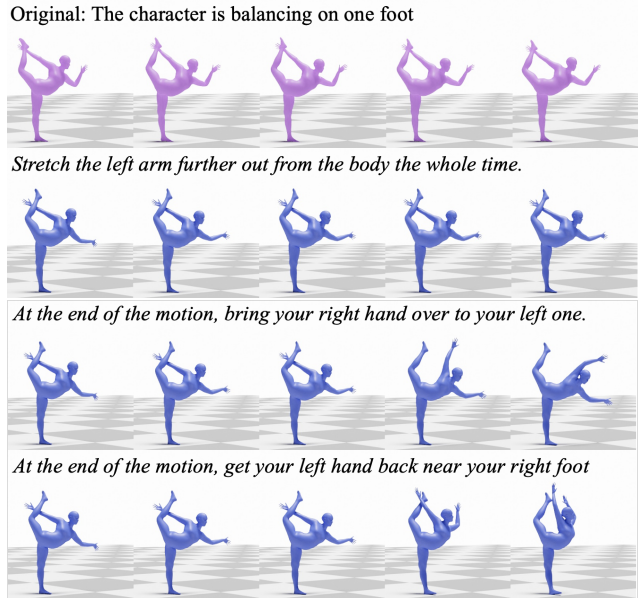 Original: The character is balancing on one foot
Stretch the left arm further out from the body the whole time.
At the end of the motion, bring your right hand over to your left one.
At the end of the motion, get your left hand back near your right foot